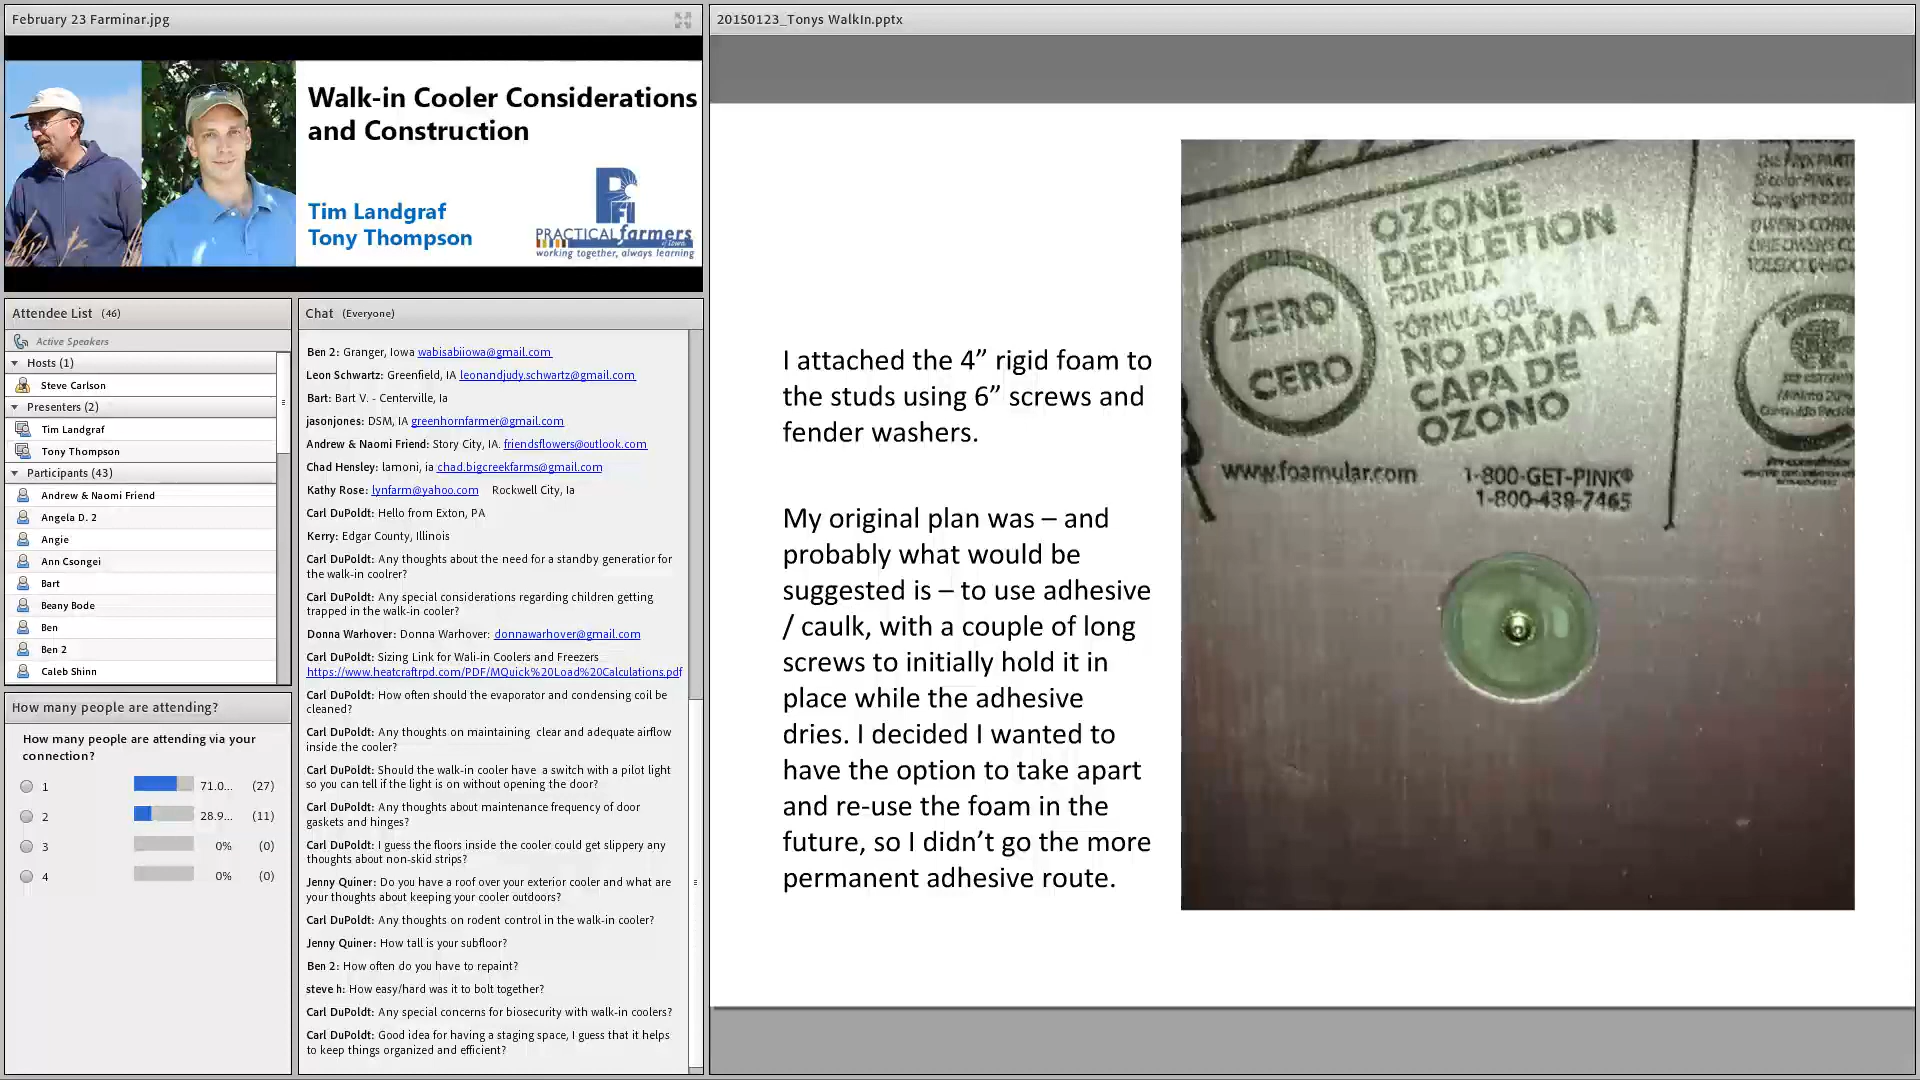 February 23 Farminar.jpg
Walk-in Cooler Considerations
and Construction
Tim Landgraf
Tony Thompson
PFI
PRACTICAL farmers
of Iowa
working together, always learning
Attendee List (46)
Active Speakers
Hosts (1)
Steve Carlson
Presenters (2)
Tim Landgraf
Tony Thompson
Participants (43)
Andrew & Naomi Friend
Angela D. 2
Angie
Ann Csongei
Bart
Beany Bode
Ben
Ben 2
Caleb Shinn
How many people are attending?
How many people are attending via your
connection?
1 71.0... (27)
2 28.9... (11)
3 0% (0)
4 0% (0)
Chat (Everyone)
Ben 2: Granger, Iowa wabisabiiowa@gmail.com
Leon Schwartz: Greenfield, IA leonandjudy.schwartz@gmail.com
Bart: Bart V. - Centerville, Ia
jasonjones: DSM, IA greenhornfarmer@gmail.com
Andrew & Naomi Friend: Story City, IA. friendsflowers@outlook.com
Chad Hensley: lamoni, ia chad.bigcreekfarms@gmail.com
Kathy Rose: lynfarm@yahoo.com Rockwell City, Ia
Carl DuPoldt: Hello from Exton, PA
Kerry: Edgar County, Illinois
Carl DuPoldt: Any thoughts about the need for a standby generatior for
the walk-in coolrer?
Carl DuPoldt: Any special considerations regarding children getting
trapped in the walk-in cooler?
Donna Warhover: Donna Warhover: donnawarhover@gmail.com
Carl DuPoldt: Sizing Link for Wali-in Coolers and Freezers
https://www.heatcraftrpd.com/PDF/MQuick%20Load%20Calculations.pdf
Carl DuPoldt: How often should the evaporator and condensing coil be
cleaned?
Carl DuPoldt: Any thoughts on maintaining clear and adequate airflow
inside the cooler?
Carl DuPoldt: Should the walk-in cooler have a switch with a pilot light
so you can tell if the light is on without opening the door?
Carl DuPoldt: Any thoughts about maintenance frequency of door
gaskets and hinges?
Carl DuPoldt: I guess the floors inside the cooler could get slippery any
thoughts about non-skid strips?
Jenny Quiner: Do you have a roof over your exterior cooler and what are
your thoughts about keeping your cooler outdoors?
Carl DuPoldt: Any thoughts on rodent control in the walk-in cooler?
Jenny Quiner: How tall is your subfloor?
Ben 2: How often do you have to repaint?
steve h: How easy/hard was it to bolt together?
Carl DuPoldt: Any special concerns for biosecurity with walk-in coolers?
Carl DuPoldt: Good idea for having a staging space, I guess that it helps
to keep things organized and efficient?
20150123_Tonys WalkIn.pptx
I attached the 4” rigid foam to
the studs using 6” screws and
fender washers.
My original plan was – and
probably what would be
suggested is – to use adhesive
/ caulk, with a couple of long
screws to initially hold it in
place while the adhesive
dries. I decided I wanted to
have the option to take apart
and re-use the foam in the
future, so I didn’t go the more
permanent adhesive route.
ZERO
CERO
OZONE
DEPLETION
FORMULA
FÓRMULA QUE
NO DAÑA LA
CAPA DE
OZONO
www.foamular.com
1-800-GET-PINK®
1-800-438-7465